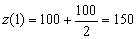 z(1) = 100 + 100/2 = 150